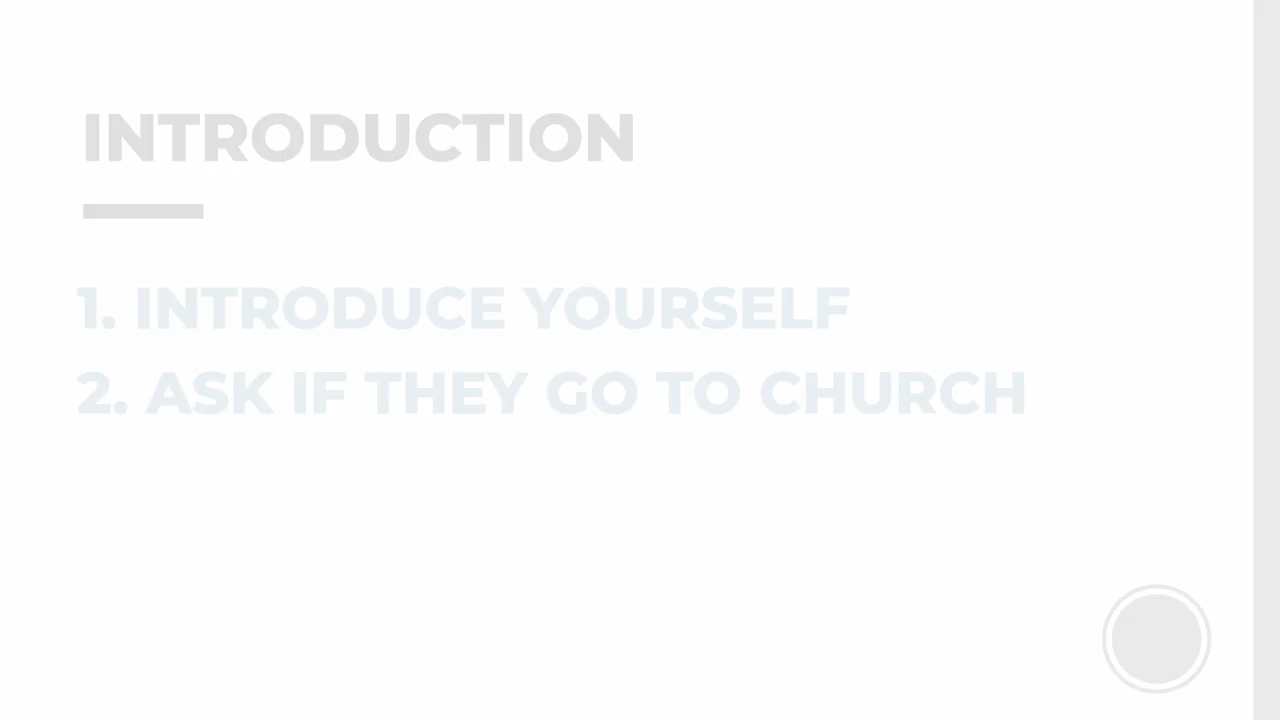 INTRODUCTION
1. INTRODUCE YOURSELF
2. ASK IF THEY GO TO CHURCH